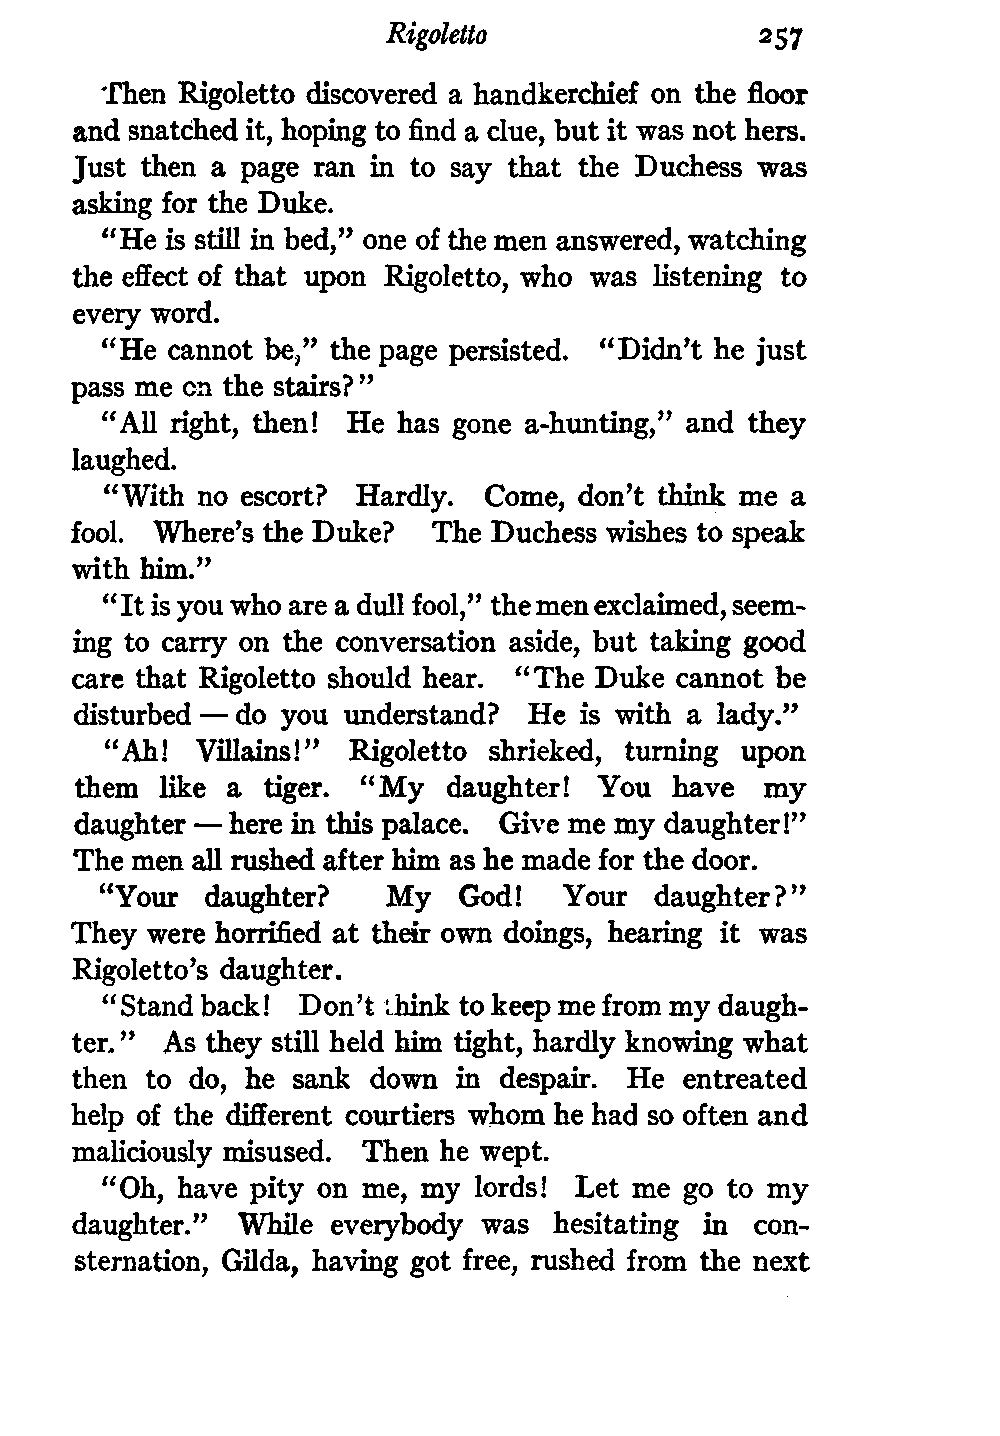 Rigoletto 257
Then Rigoletto discovered a handkerchief on the floor
and snatched it, hoping to find a clue, but it was not hers.
Just then a page ran in to say that the Duchess was
asking for the Duke.
"He is still in bed," one of the men answered, watching
the effect of that upon Rigoletto, who was listening to
every word.
"He cannot be," the page persisted. "Didn't he just
pass me on the stairs?"
"All right, then! He has gone a-hunting," and they
laughed.
"With no escort? Hardly. Come, don't think me a
fool. Where's the Duke? The Duchess wishes to speak
with him."
"It is you who are a dull fool," the men exclaimed, seem-
ing to carry on the conversation aside, but taking good
care that Rigoletto should hear. "The Duke cannot be
disturbed — do you understand? He is with a lady."
"Ah! Villains!" Rigoletto shrieked, turning upon
them like a tiger. "My daughter! You have my
daughter — here in this palace. Give me my daughter!"
The men all rushed after him as he made for the door.
"Your daughter? My God! Your daughter?"
They were horrified at their own doings, hearing it was
Rigoletto's daughter.
"Stand back! Don't think to keep me from my daugh-
ter." As they still held him tight, hardly knowing what
then to do, he sank down in despair. He entreated
help of the different courtiers whom he had so often and
maliciously misused. Then he wept.
"Oh, have pity on me, my lords! Let me go to my
daughter." While everybody was hesitating in con-
sternation, Gilda, having got free, rushed from the next